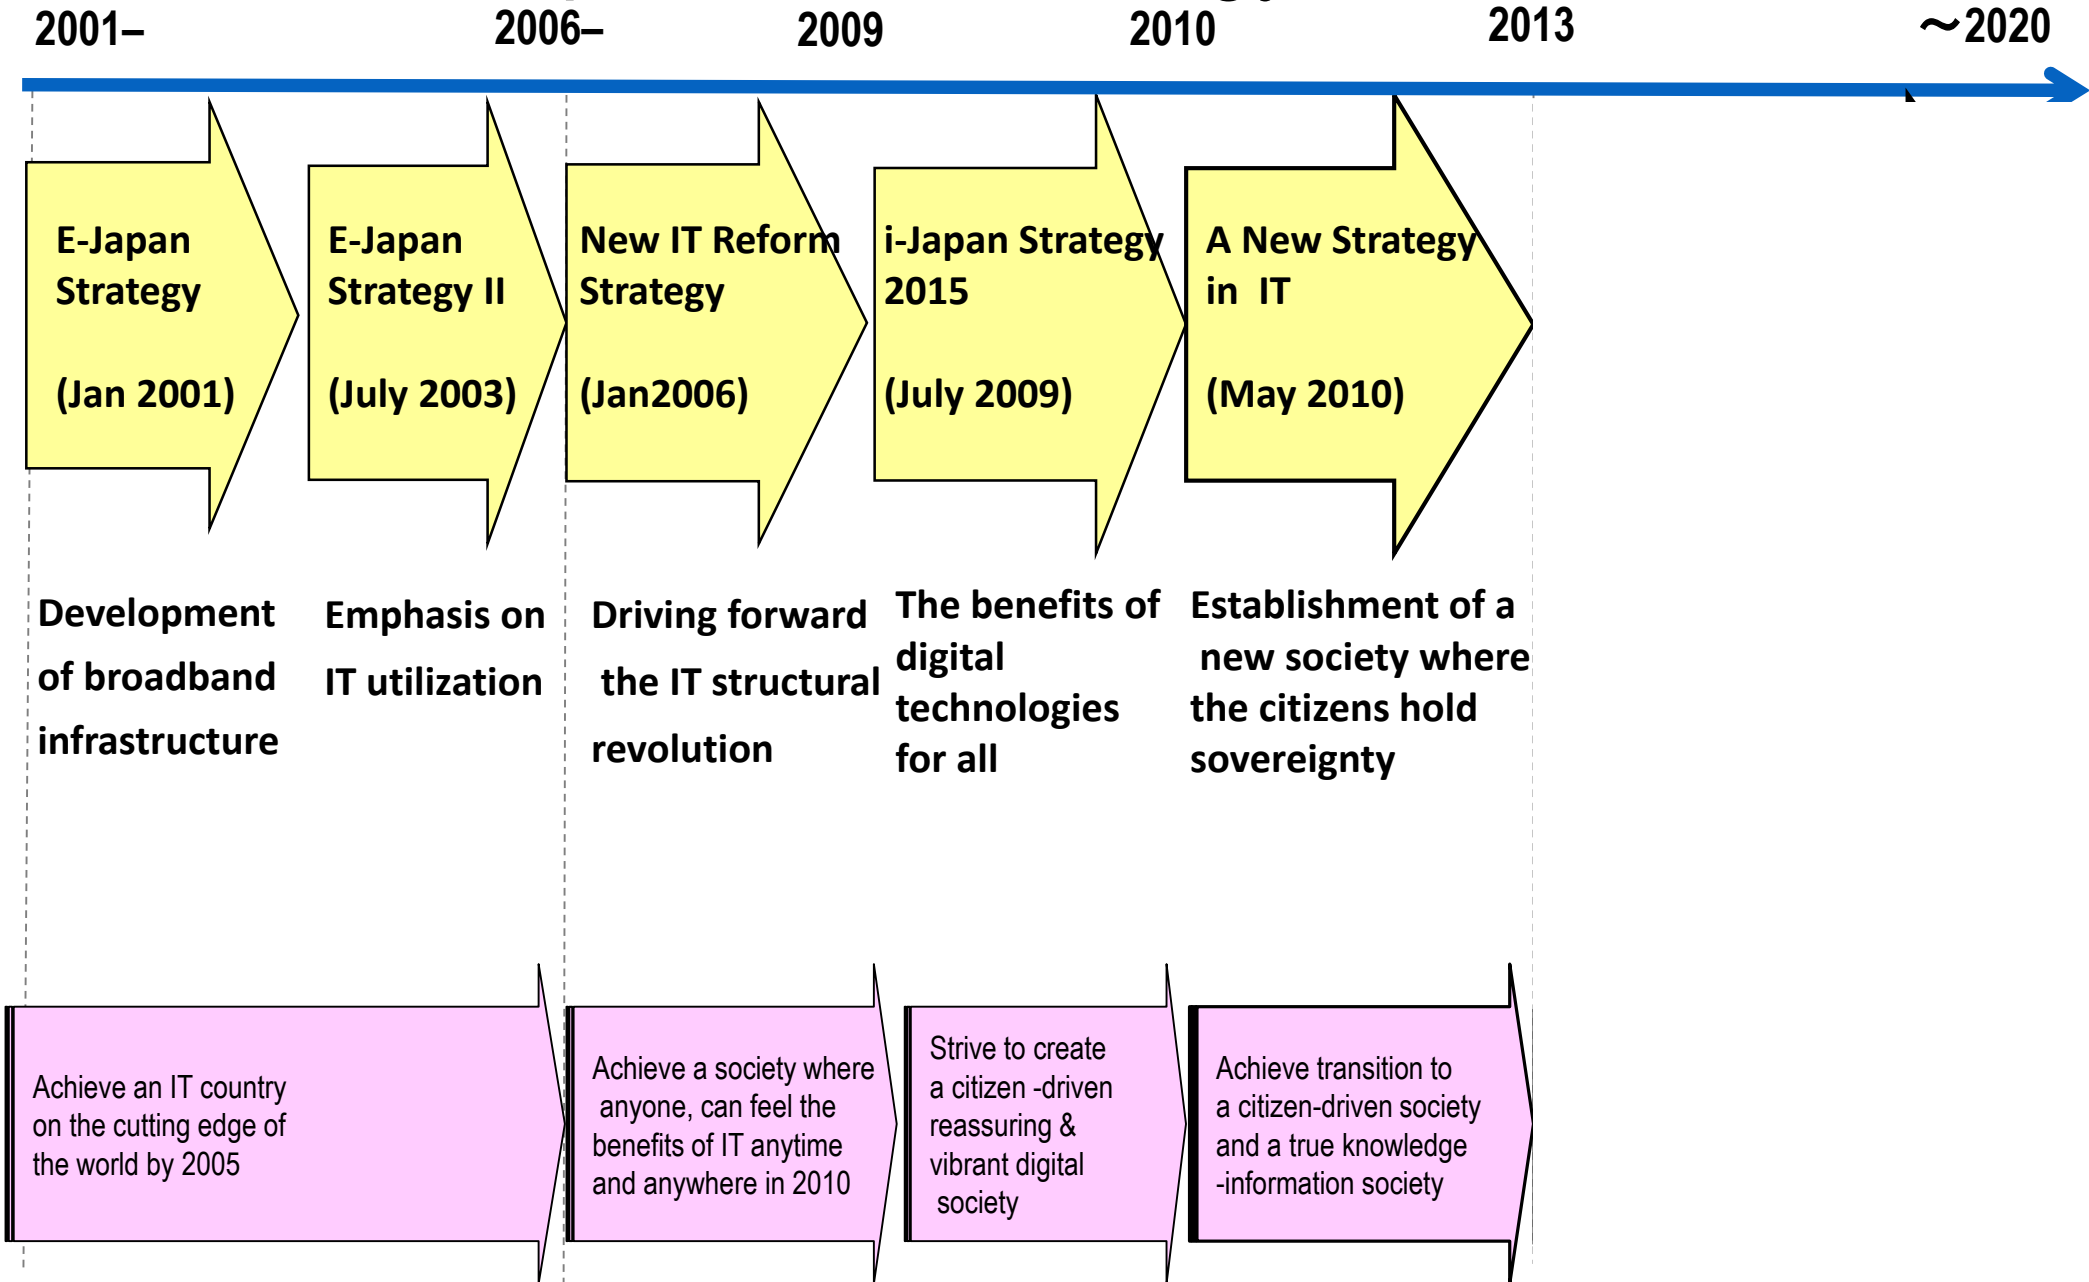 2001–
2006–
2009
2010
2013
～2020
E-Japan
Strategy
(Jan 2001)
E-Japan
Strategy II
(July 2003)
New IT Reform
Strategy
(Jan2006)
i-Japan Strategy
2015
(July 2009)
A New Strategy
in IT
(May 2010)
Development
of broadband
infrastructure
Emphasis on
IT utilization
Driving forward
the IT structural
revolution
The benefits of
digital
technologies
for all
Establishment of a
new society where
the citizens hold
sovereignty
Achieve an IT country
on the cutting edge of
the world by 2005
Achieve a society where
anyone, can feel the
benefits of IT anytime
and anywhere in 2010
Strive to create
a citizen -driven
reassuring &
vibrant digital
society
Achieve transition to
a citizen-driven society
and a true knowledge
-information society